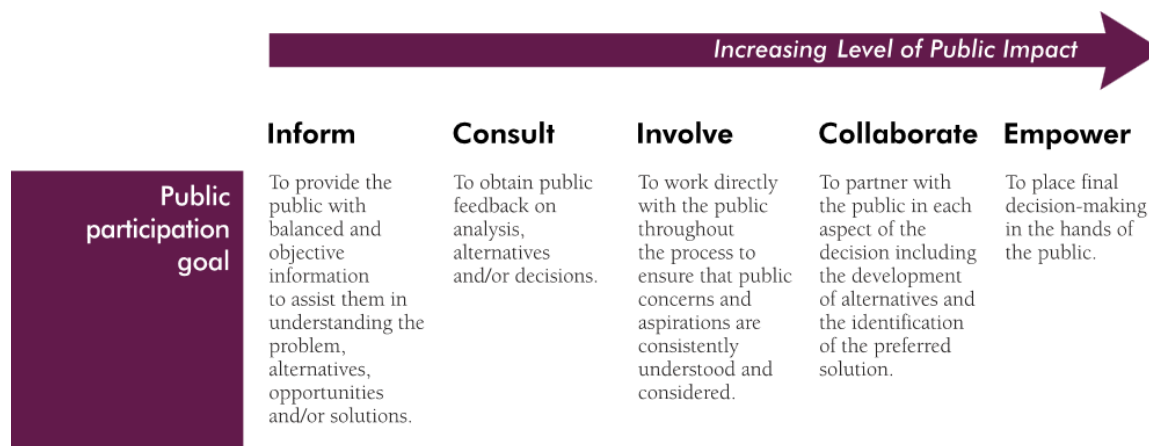 Increasing Level of Public Impact
Inform
Consult
Involve
Collaborate
Empower
Public
participation
goal
To provide the
public with
balanced and
objective
information
to assist them in
understanding the
problem,
alternatives,
opportunities
and/or solutions.
To obtain public
feedback on
analysis,
alternatives
and/or decisions.
To work directly
with the public
throughout
the process to
ensure that public
concerns and
aspirations are
consistently
understood and
considered.
To partner with
the public in each
aspect of the
decision including
the development
of alternatives and
the identification
of the preferred
solution.
To place final
decision-making
in the hands of
the public.